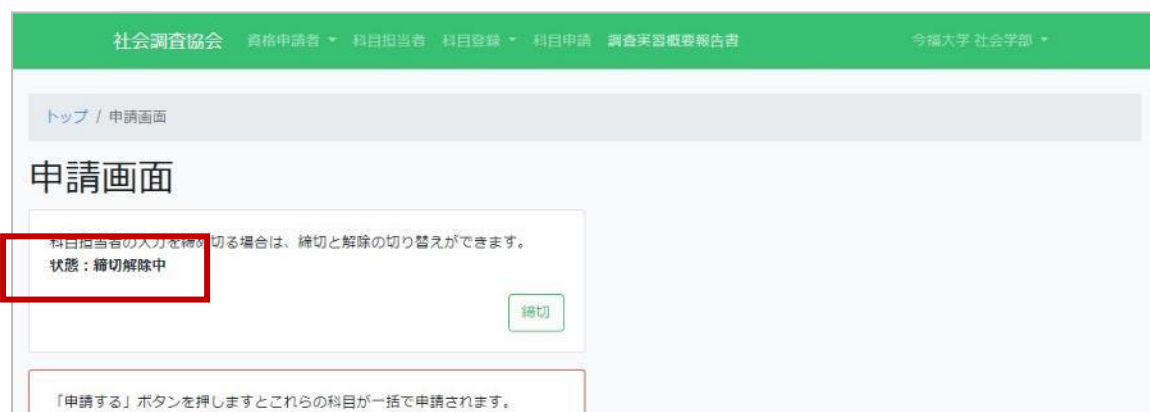 社会調査協会 資格申請者 科目担当者 科目登録 科目申請 調査実習概要報告書 今福大学 社会学部
トップ / 申請画面
申請画面
科目担当者の入力を締め切る場合は、締切と解除の切り替えができます。
状態：締切解除中
締切
「申請する」ボタンを押しますとこれらの科目が一括で申請されます。